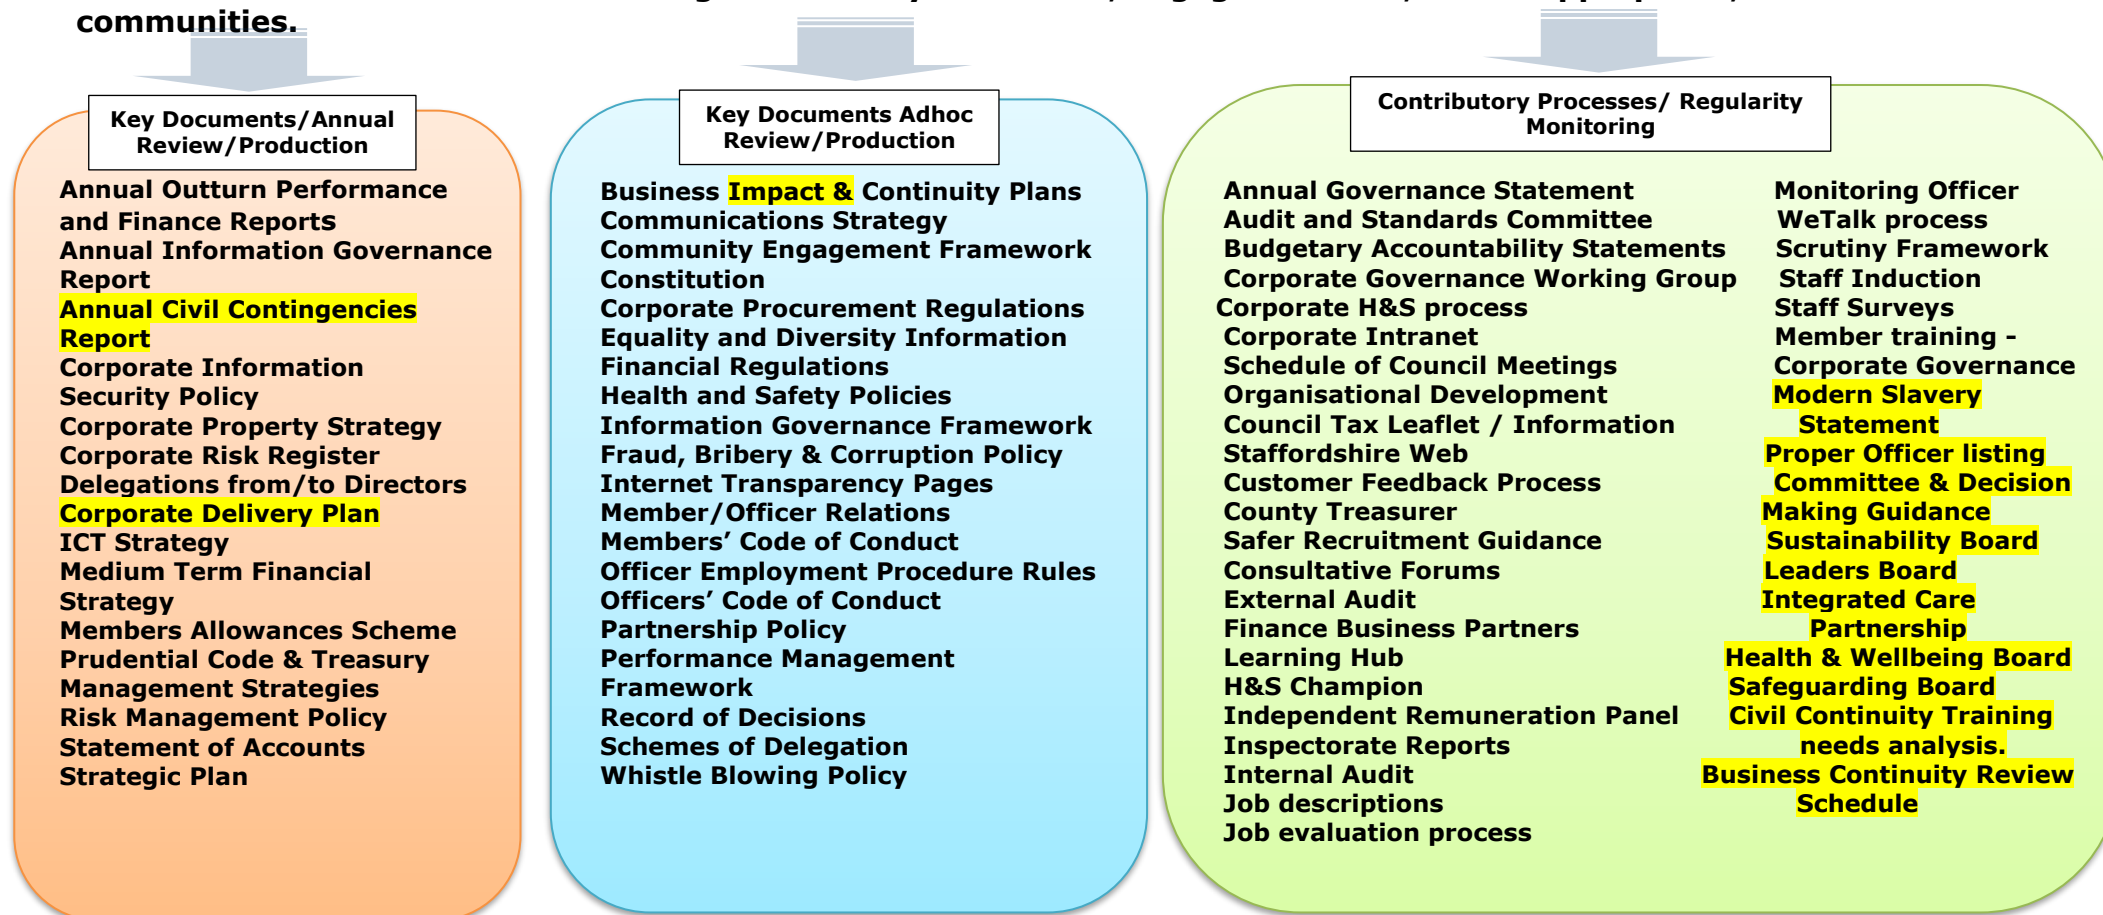 communities.
Key Documents/Annual
Review/Production
Annual Outturn Performance
and Finance Reports
Annual Information Governance
Report
Annual Civil Contingencies
Report
Corporate Information
Security Policy
Corporate Property Strategy
Corporate Risk Register
Delegations from/to Directors
Corporate Delivery Plan
ICT Strategy
Medium Term Financial
Strategy
Members Allowances Scheme
Prudential Code & Treasury
Management Strategies
Risk Management Policy
Statement of Accounts
Strategic Plan
Key Documents Adhoc
Review/Production
Business Impact & Continuity Plans
Communications Strategy
Community Engagement Framework
Constitution
Corporate Procurement Regulations
Equality and Diversity Information
Financial Regulations
Health and Safety Policies
Information Governance Framework
Fraud, Bribery & Corruption Policy
Internet Transparency Pages
Member/Officer Relations
Members’ Code of Conduct
Officer Employment Procedure Rules
Officers’ Code of Conduct
Partnership Policy
Performance Management
Framework
Record of Decisions
Schemes of Delegation
Whistle Blowing Policy
Contributory Processes/ Regularity
Monitoring
Annual Governance Statement
Audit and Standards Committee
Budgetary Accountability Statements
Corporate Governance Working Group
Corporate H&S process
Corporate Intranet
Schedule of Council Meetings
Organisational Development
Council Tax Leaflet / Information
Staffordshire Web
Customer Feedback Process
County Treasurer
Safer Recruitment Guidance
Consultative Forums
External Audit
Finance Business Partners
Learning Hub
H&S Champion
Independent Remuneration Panel
Inspectorate Reports
Internal Audit
Job descriptions
Job evaluation process
Monitoring Officer
WeTalk process
Scrutiny Framework
Staff Induction
Staff Surveys
Member training -
Corporate Governance
Modern Slavery
Statement
Proper Officer listing
Committee & Decision
Making Guidance
Sustainability Board
Leaders Board
Integrated Care
Partnership
Health & Wellbeing Board
Safeguarding Board
Civil Continuity Training
needs analysis.
Business Continuity Review
Schedule